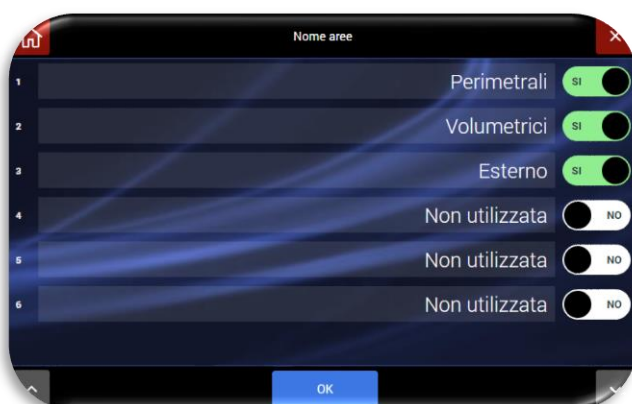 Nome aree
1 Perimetrali SI
2 Volumetrici SI
3 Esterno SI
4 Non utilizzata NO
5 Non utilizzata NO
6 Non utilizzata NO
OK